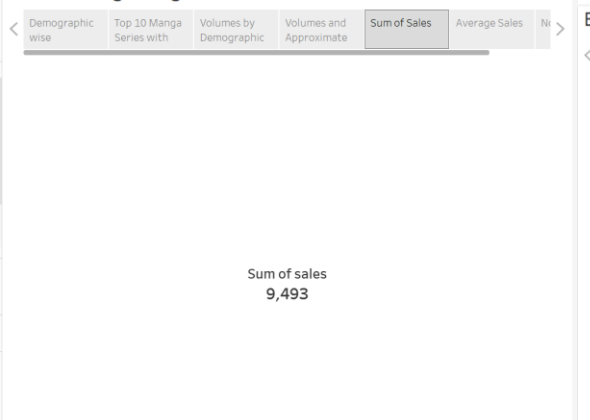 Demographic
wise
Top 10 Manga
Series with
Volumes by
Demographic
Volumes and
Approximate
Sum of Sales
Average Sales
Sum of sales
9,493